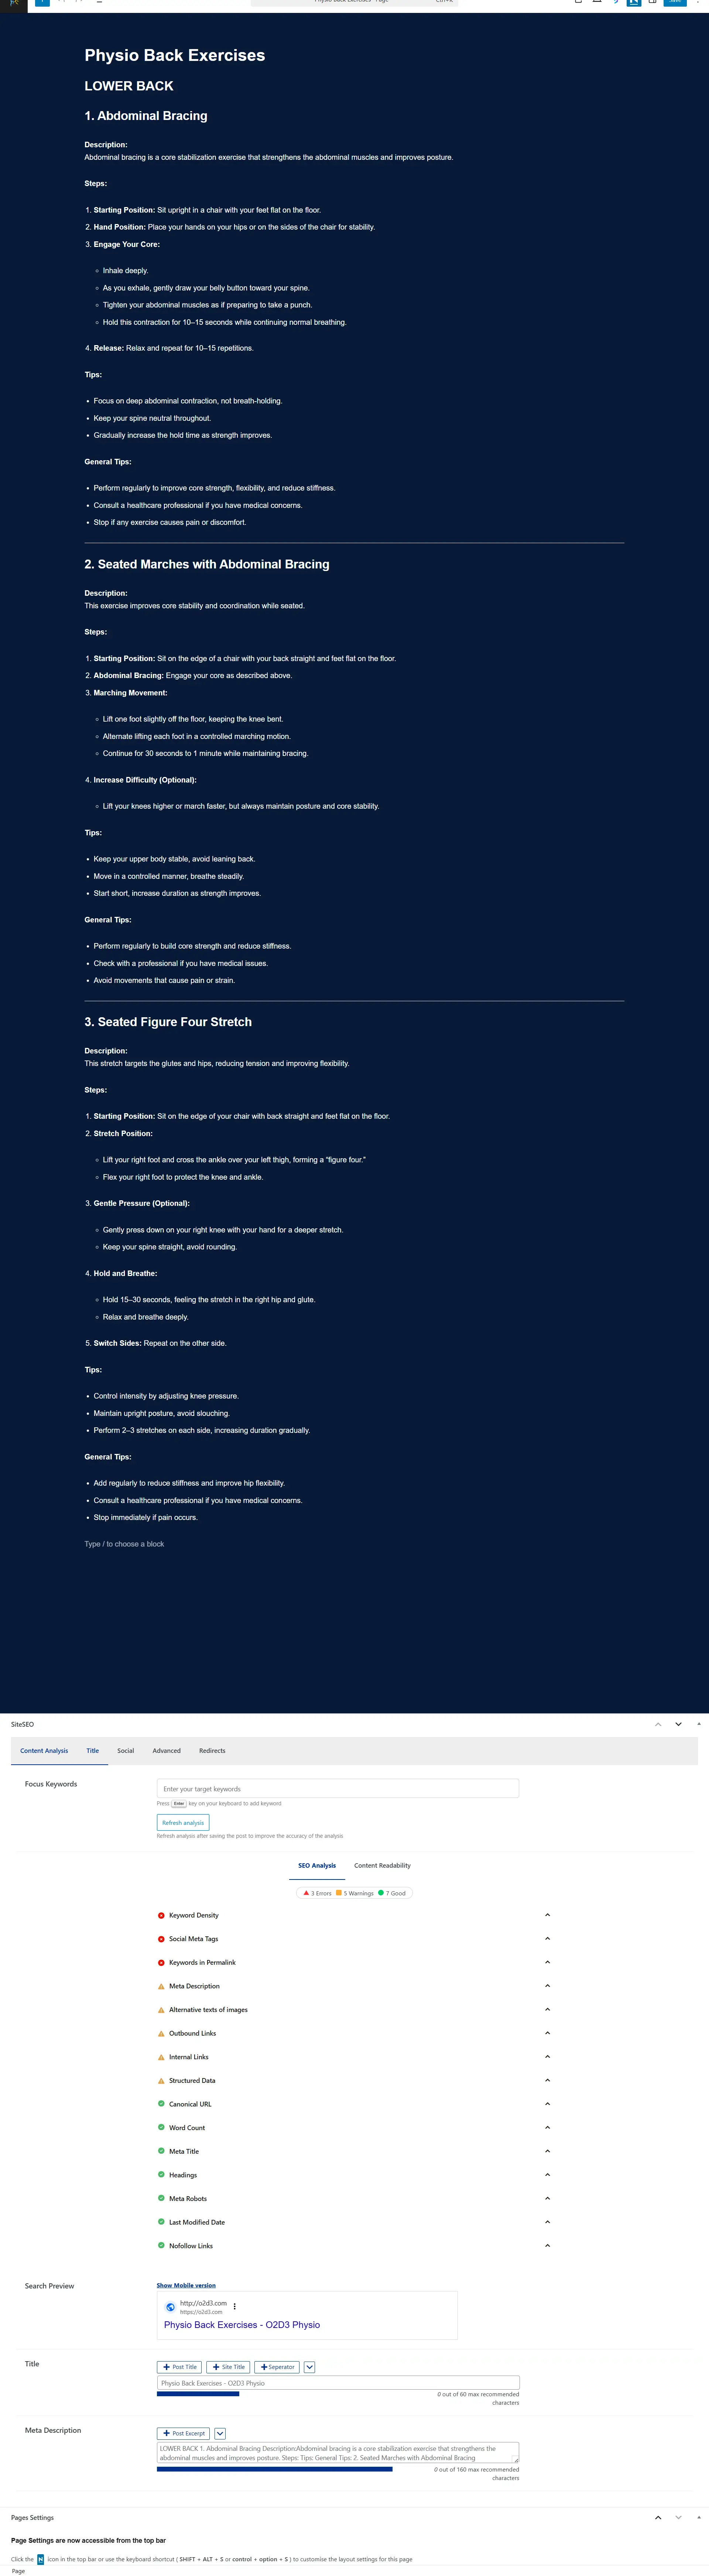 Physio Back Exercises · Page
Ctrl+K
Save
Physio Back Exercises
LOWER BACK
1. Abdominal Bracing
Description:
Abdominal bracing is a core stabilization exercise that strengthens the abdominal muscles and improves posture.
Steps:
1. Starting Position: Sit upright in a chair with your feet flat on the floor.
2. Hand Position: Place your hands on your hips or on the sides of the chair for stability.
3. Engage Your Core:
Inhale deeply.
As you exhale, gently draw your belly button toward your spine.
Tighten your abdominal muscles as if preparing to take a punch.
Hold this contraction for 10–15 seconds while continuing normal breathing.
4. Release: Relax and repeat for 10–15 repetitions.
Tips:
Focus on deep abdominal contraction, not breath-holding.
Keep your spine neutral throughout.
Gradually increase the hold time as strength improves.
General Tips:
Perform regularly to improve core strength, flexibility, and reduce stiffness.
Consult a healthcare professional if you have medical concerns.
Stop if any exercise causes pain or discomfort.
2. Seated Marches with Abdominal Bracing
Description:
This exercise improves core stability and coordination while seated.
Steps:
1. Starting Position: Sit on the edge of a chair with your back straight and feet flat on the floor.
2. Abdominal Bracing: Engage your core as described above.
3. Marching Movement:
Lift one foot slightly off the floor, keeping the knee bent.
Alternate lifting each foot in a controlled marching motion.
Continue for 30 seconds to 1 minute while maintaining bracing.
4. Increase Difficulty (Optional):
Lift your knees higher or march faster, but always maintain posture and core stability.
Tips:
Keep your upper body stable, avoid leaning back.
Move in a controlled manner, breathe steadily.
Start short, increase duration as strength improves.
General Tips:
Perform regularly to build core strength and reduce stiffness.
Check with a professional if you have medical issues.
Avoid movements that cause pain or strain.
3. Seated Figure Four Stretch
Description:
This stretch targets the glutes and hips, reducing tension and improving flexibility.
Steps:
1. Starting Position: Sit on the edge of your chair with back straight and feet flat on the floor.
2. Stretch Position:
Lift your right foot and cross the ankle over your left thigh, forming a "figure four."
Flex your right foot to protect the knee and ankle.
3. Gentle Pressure (Optional):
Gently press down on your right knee with your hand for a deeper stretch.
Keep your spine straight, avoid rounding.
4. Hold and Breathe:
Hold 15–30 seconds, feeling the stretch in the right hip and glute.
Relax and breathe deeply.
5. Switch Sides: Repeat on the other side.
Tips:
Control intensity by adjusting knee pressure.
Maintain upright posture, avoid slouching.
Perform 2–3 stretches on each side, increasing duration gradually.
General Tips:
Add regularly to reduce stiffness and improve hip flexibility.
Consult a healthcare professional if you have medical concerns.
Stop immediately if pain occurs.
Type / to choose a block
SiteSEO
Content Analysis Title Social Advanced Redirects
Focus Keywords
Enter your target keywords
Press Enter key on your keyboard to add keyword
Refresh analysis
Refresh analysis after saving the post to improve the accuracy of the analysis
SEO Analysis Content Readability
3 Errors 5 Warnings 7 Good
Keyword Density
Social Meta Tags
Keywords in Permalink
Meta Description
Alternative texts of images
Outbound Links
Internal Links
Structured Data
Canonical URL
Word Count
Meta Title
Headings
Meta Robots
Last Modified Date
Nofollow Links
Search Preview
Show Mobile version
http://o2d3.com
https://o2d3.com
Physio Back Exercises - O2D3 Physio
Title
Post Title Site Title Seperator
Physio Back Exercises - O2D3 Physio
0 out of 60 max recommended
characters
Meta Description
Post Excerpt
LOWER BACK 1. Abdominal Bracing Description:Abdominal bracing is a core stabilization exercise that strengthens the
abdominal muscles and improves posture. Steps: Tips: General Tips: 2. Seated Marches with Abdominal Bracing
0 out of 160 max recommended
characters
Pages Settings
Page Settings are now accessible from the top bar
Click the icon in the top bar or use the keyboard shortcut ( SHIFT + ALT + S or control + option + S ) to customise the layout settings for this page
Page